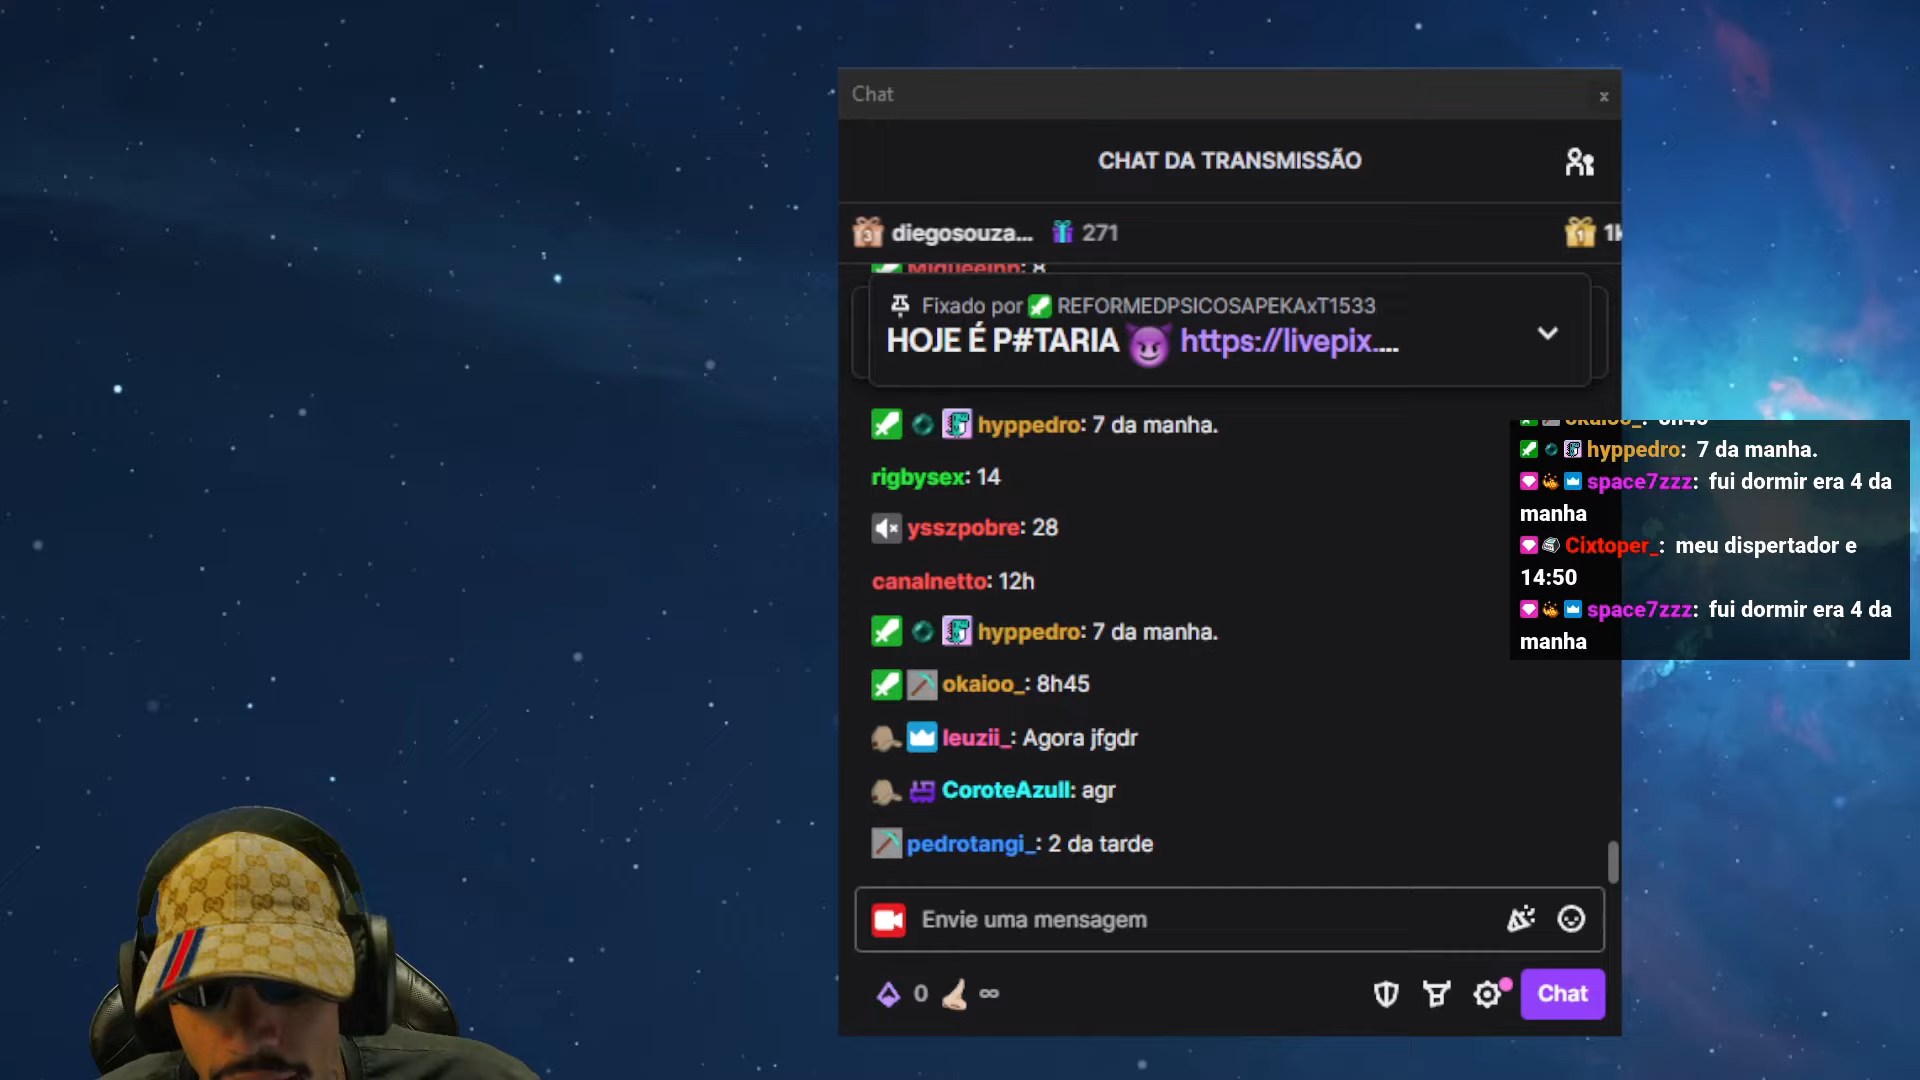 Chat
x
CHAT DA TRANSMISSÃO
3 diegosouza... 271 1
Fixado por REFORMEDPSICOSAPEKAxT1533
HOJE É P#TARIA 😈 https://livepix....
hyppedro: 7 da manha.
rigbysex: 14
ysszpobre: 28
canalnetto: 12h
hyppedro: 7 da manha.
okaioo_: 8h45
leuzii_: Agora jfgdr
CoroteAzull: agr
pedrotangi_: 2 da tarde
Envie uma mensagem
0 ∞
Chat
okaioo_: 8h45
hyppedro: 7 da manha.
space7zzz: fui dormir era 4 da
manha
Cixtoper_: meu dispertador e
14:50
space7zzz: fui dormir era 4 da
manha